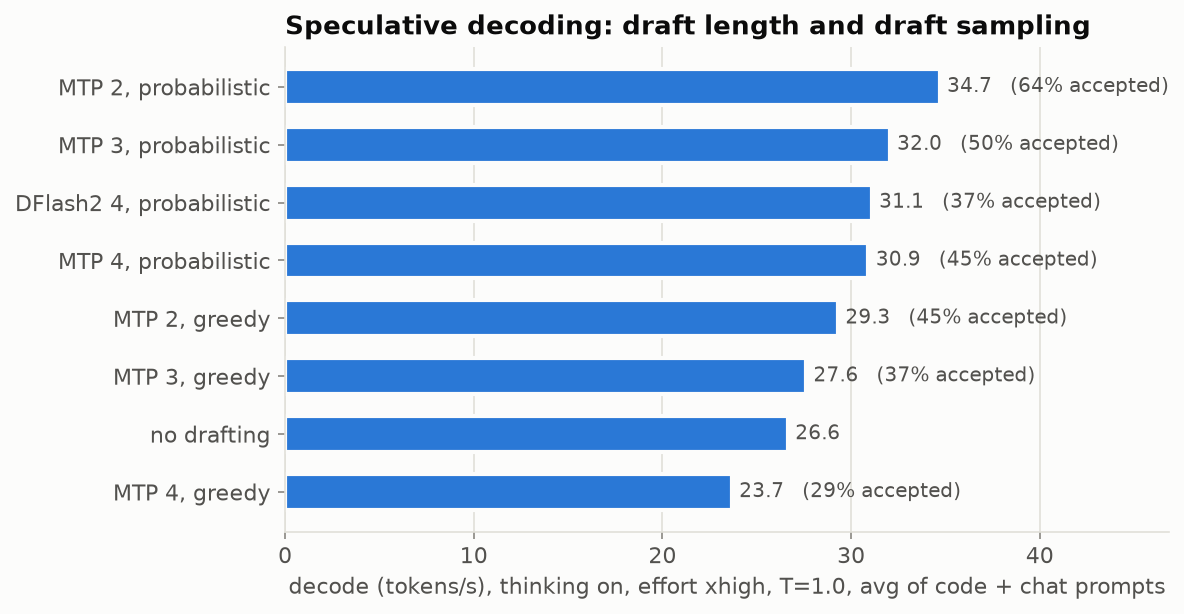 Speculative decoding: draft length and draft sampling
MTP 2, probabilistic 34.7 (64% accepted)
MTP 3, probabilistic 32.0 (50% accepted)
DFlash2 4, probabilistic 31.1 (37% accepted)
MTP 4, probabilistic 30.9 (45% accepted)
MTP 2, greedy 29.3 (45% accepted)
MTP 3, greedy 27.6 (37% accepted)
no drafting 26.6
MTP 4, greedy 23.7 (29% accepted)
0 10 20 30 40
decode (tokens/s), thinking on, effort xhigh, T=1.0, avg of code + chat prompts